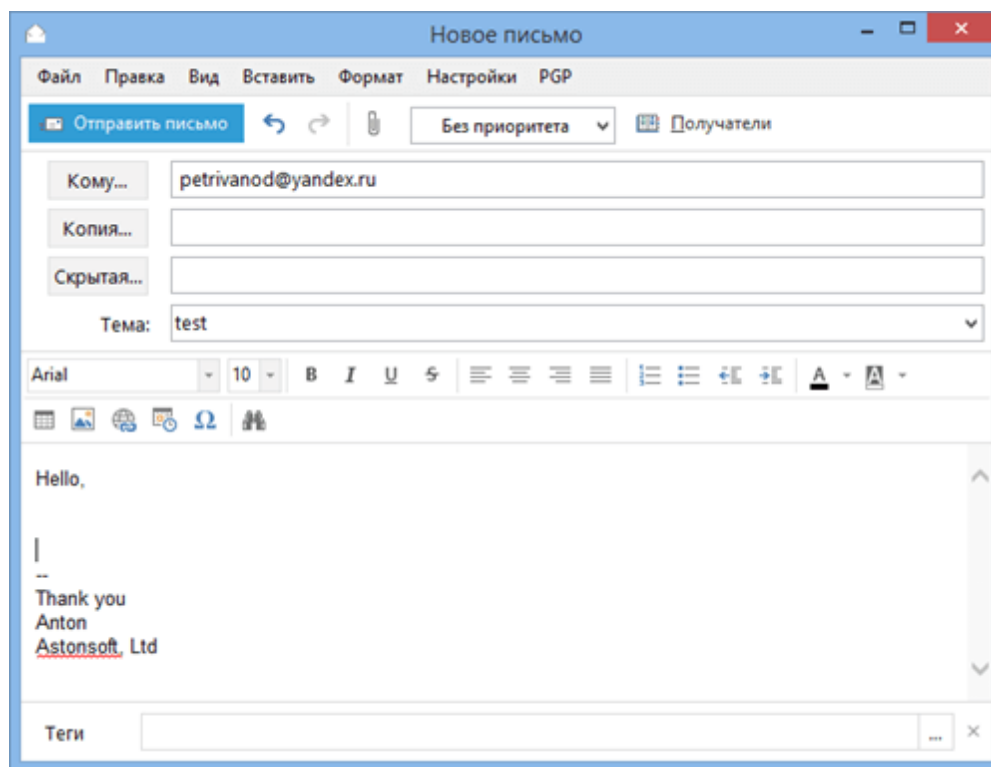 Новое письмо
Файл Правка Вид Вставить Формат Настройки PGP
Отправить письмо Без приоритета Получатели
Кому... petrivanod@yandex.ru
Копия...
Скрытая...
Тема: test
Arial 10 B I U S A A
Ω
Hello,
--
Thank you
Anton
Astonsoft, Ltd
Теги ...